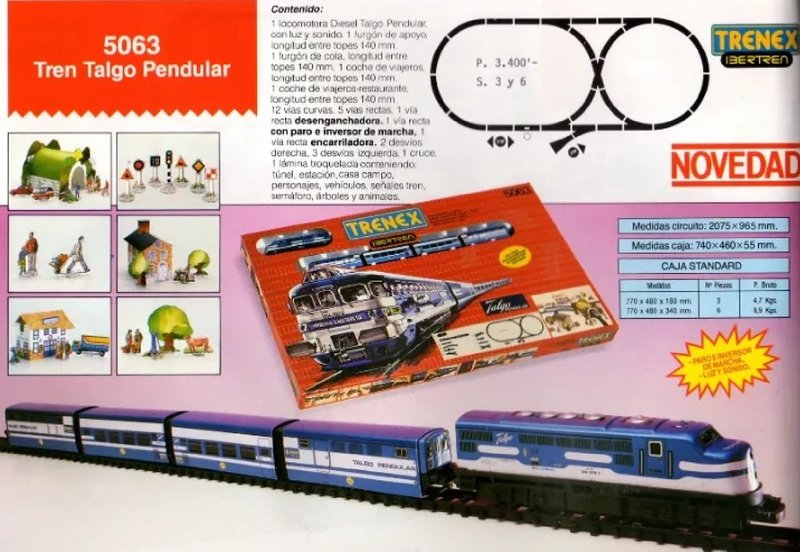 5063
Tren Talgo Pendular
Contenido:
1 locomotora Diesel Talgo Pendular,
con luz y sonido. 1 furgón de apoyo,
longitud entre topes 140 mm.
1 furgón de cola, longitud entre
topes 140 mm. 1 coche de viajeros,
longitud entre topes 140 mm.
1 coche de viajeros-restaurante,
longitud entre topes 140 mm.
12 vías curvas. 5 vías rectas. 1 vía
recta desenganchadora. 1 vía recta
con paro e inversor de marcha. 1
vía recta encarriladora. 2 desvíos
derecha, 3 desvíos izquierda, 1 cruce.
1 lámina troquelada conteniendo:
túnel, estación, casa campo,
personajes, vehículos, señales tren,
semáforo, árboles y animales.
P. 3.400'-
S. 3 y 6
TRENEX
IBERTREN
NOVEDAD
5063
TRENEX
IBERTREN
Talgo
TRENEX
Medidas circuito: 2075×965 mm.
Medidas caja: 740×460×55 mm.
CAJA STANDARD
Medidas Nº Piezas P. Bruto
770 x 480 x 180 mm. 3 4,7 Kgs.
770 x 480 x 340 mm. 6 8,9 Kgs.
- PARO E INVERSOR
DE MARCHA.
- LUZ Y SONIDO.
TALGO PENDULAR
TALGO PENDULAR
Talgo